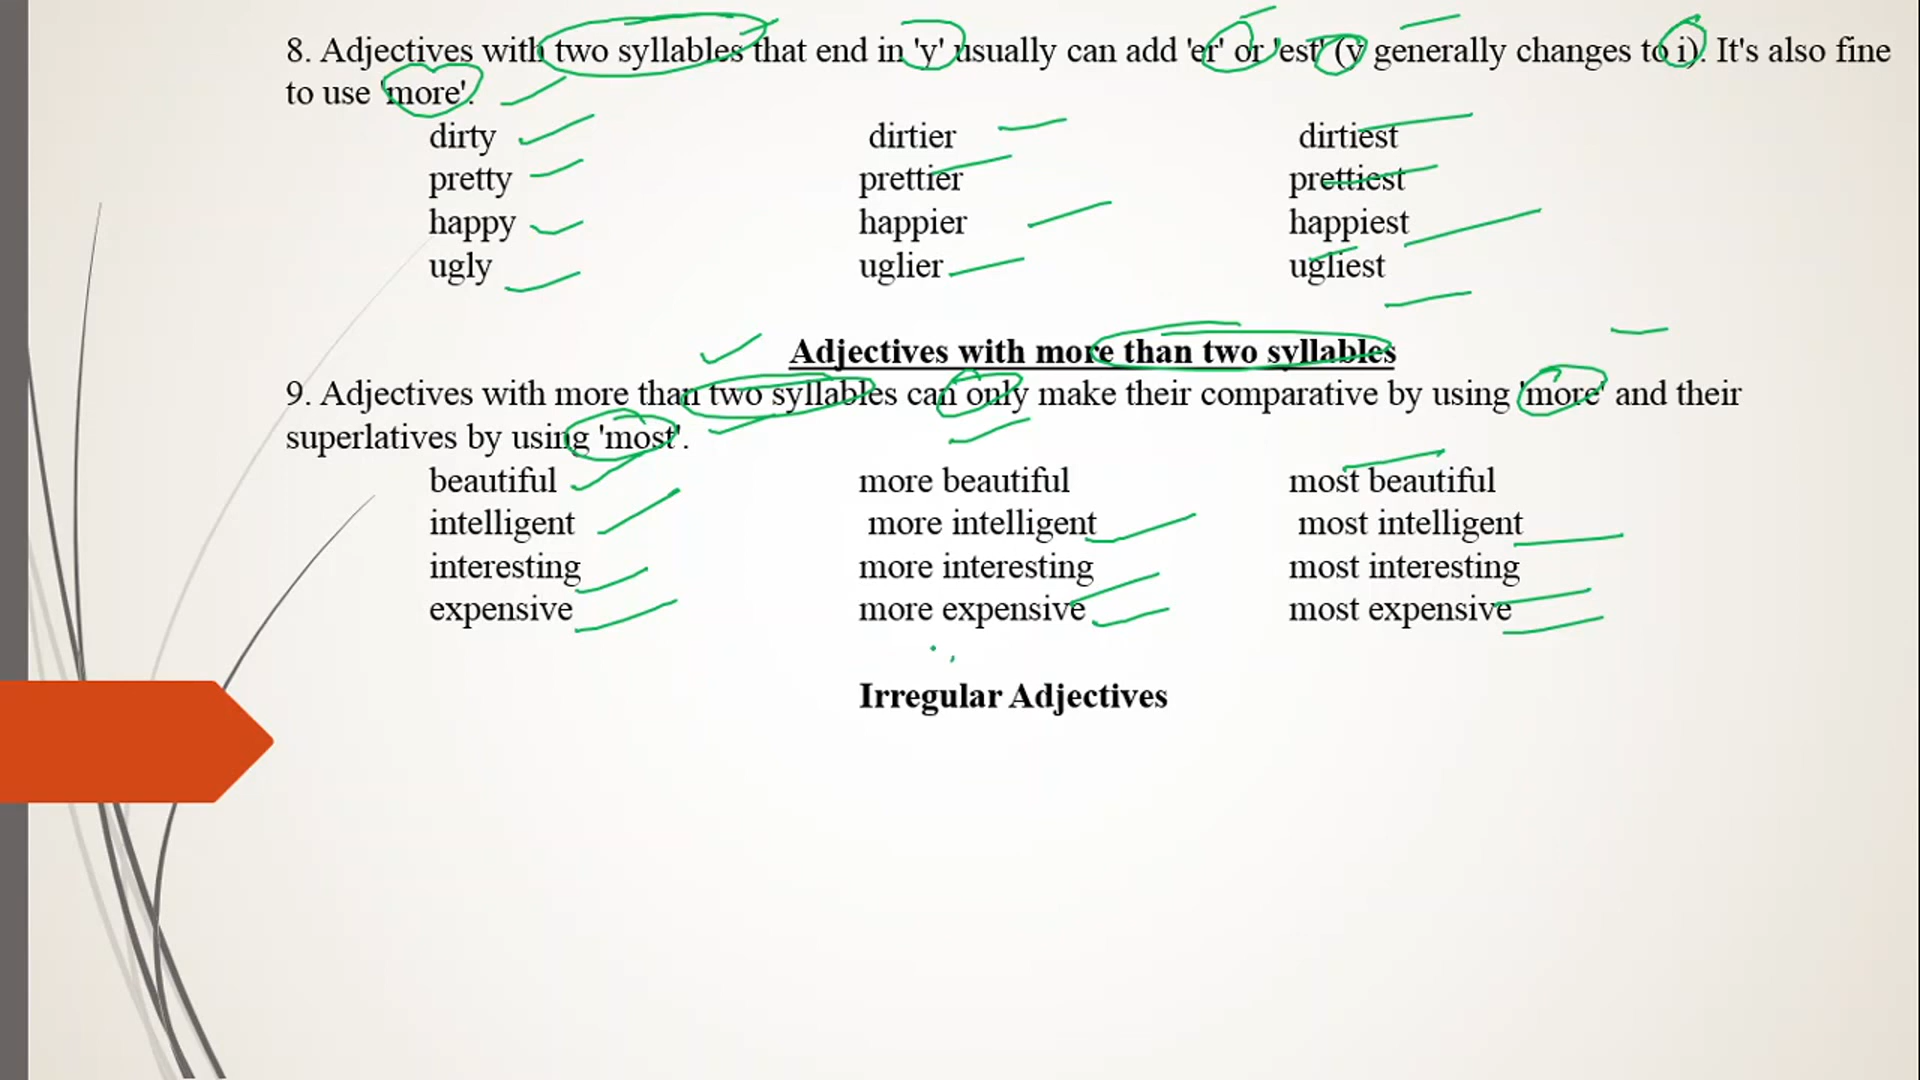 8. Adjectives with two syllables that end in 'y' usually can add 'er' or 'est' (y generally changes to i). It's also fine
to use 'more'.
dirty dirtier dirtiest
pretty prettier prettiest
happy happier happiest
ugly uglier ugliest
Adjectives with more than two syllables
9. Adjectives with more than two syllables can only make their comparative by using 'more' and their
superlatives by using 'most'.
beautiful more beautiful most beautiful
intelligent more intelligent most intelligent
interesting more interesting most interesting
expensive more expensive most expensive
Irregular Adjectives